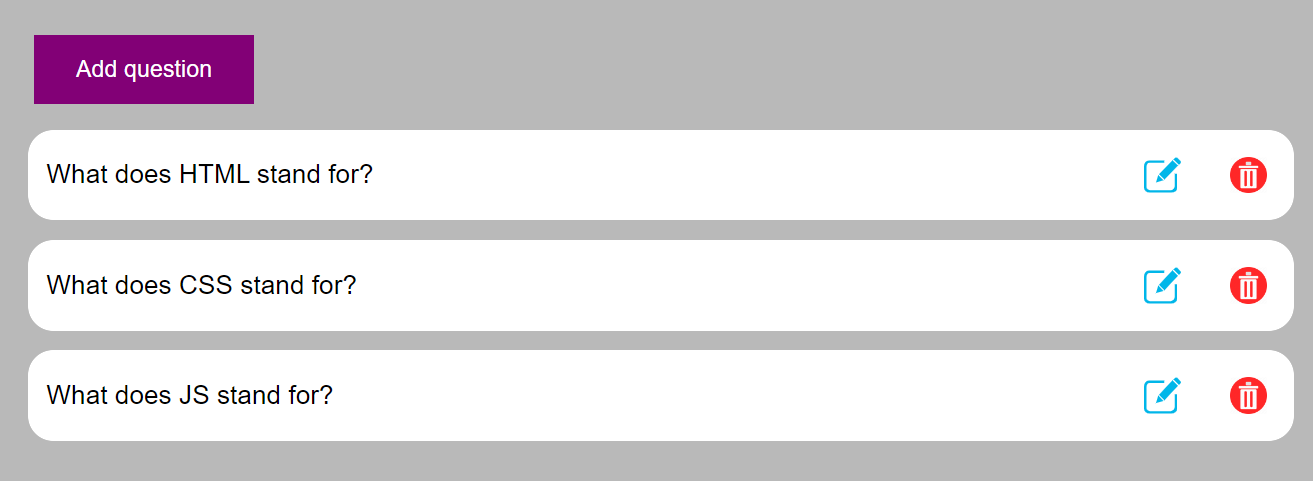 Add question
What does HTML stand for?
What does CSS stand for?
What does JS stand for?